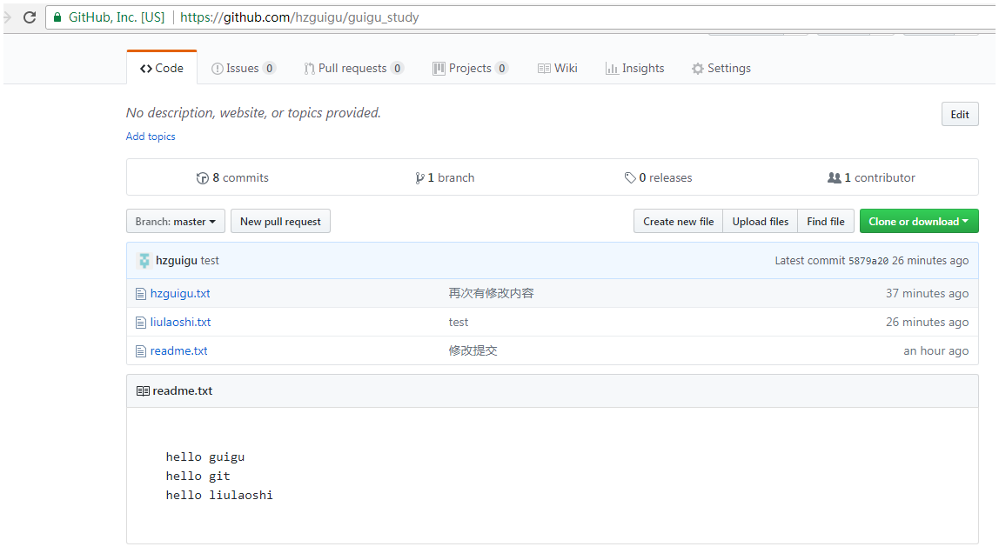 GitHub, Inc. [US] https://github.com/hzguigu/guigu_study
Code Issues 0 Pull requests 0 Projects 0 Wiki Insights Settings
No description, website, or topics provided. Edit
Add topics
8 commits 1 branch 0 releases 1 contributor
Branch: master New pull request Create new file Upload files Find file Clone or download
hzguigu test Latest commit 5879a20 26 minutes ago
hzguigu.txt 再次有修改内容 37 minutes ago
liulaoshi.txt test 26 minutes ago
readme.txt 修改提交 an hour ago
readme.txt
hello guigu
hello git
hello liulaoshi